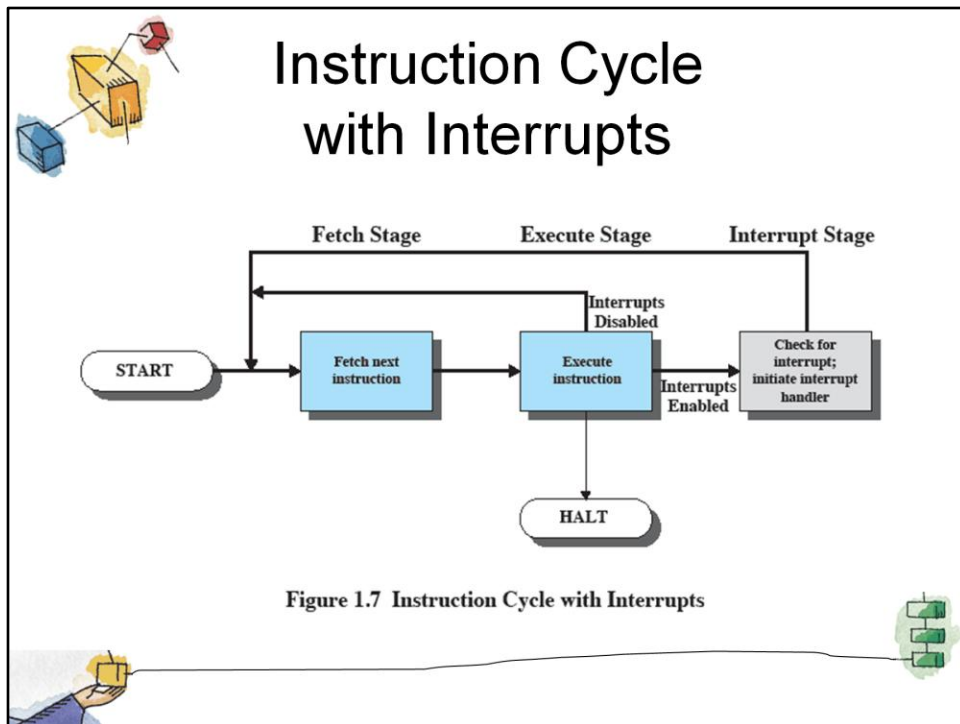 Instruction Cycle
with Interrupts
Fetch Stage
Execute Stage
Interrupt Stage
Interrupts
Disabled
START
Fetch next
instruction
Execute
instruction
Interrupts
Enabled
Check for
interrupt;
initiate interrupt
handler
HALT
Figure 1.7 Instruction Cycle with Interrupts